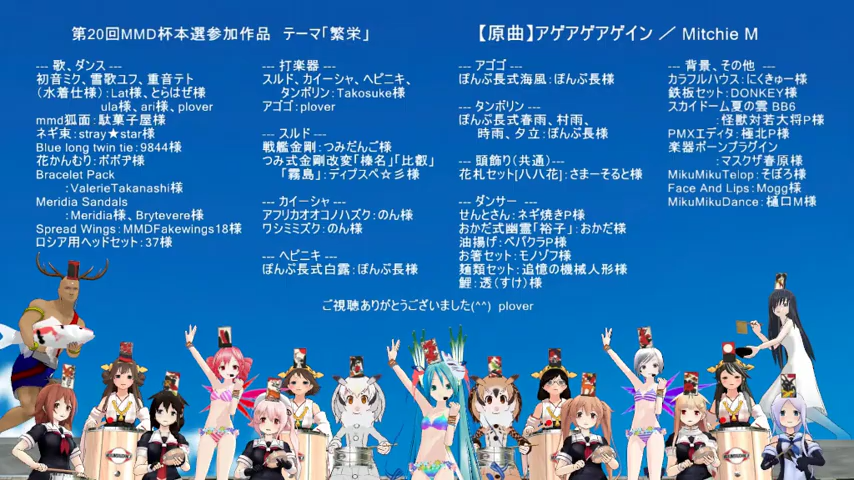 第20回MMD杯本選参加作品　テーマ「繁栄」
【原曲】アゲアゲアゲイン ／ Mitchie M
--- 歌、ダンス ---
初音ミク、雪歌ユフ、重音テト
（水着仕様）：Lat様、とらはぜ様
ula様、ari様、plover
mmd狐面：駄菓子屋様
ネギ束：stray★star様
Blue long twin tie：9844様
花かんむり：ポポヂ様
Bracelet Pack
：ValerieTakanashi様
Meridia Sandals
：Meridia様、Brytevere様
Spread Wings：MMDFakewings18様
ロシア用ヘッドセット：37様
--- 打楽器 ---
スルド、カイーシャ、ヘピニキ、
タンボリン：Takosuke様
アゴゴ：plover
--- スルド ---
戦艦金剛：つみだんご様
つみ式金剛改変「榛名」「比叡」
「霧島」：ディブスペ☆彡様
--- カイーシャ ---
アフリカオオコノハズク：のん様
ワシミミズク：のん様
--- ヘピニキ ---
ぽんぷ長式白露：ぽんぷ長様
--- アゴゴ ---
ぽんぷ長式海風：ぽんぷ長様
--- タンボリン ---
ぽんぷ長式春雨、村雨、
時雨、夕立：ぽんぷ長様
--- 頭飾り（共通）---
花札セット[八八花]：さまーそると様
--- ダンサー ---
せんとさん：ネギ焼きP様
おかだ式幽霊「裕子」：おかだ様
油揚げ：ベバクラP様
お箸セット：モノゾフ様
麺類セット：追憶の機械人形様
鯉：透（すけ）様
--- 背景、その他 ---
カラフルハウス：にくきゅー様
鉄板セット：DONKEY様
スカイドーム夏の雲 BB6
：怪獣対若大将P様
PMXエディタ：極北P様
楽器ボーンプラグイン
：マスクザ春原様
MikuMikuTelop：そぼろ様
Face And Lips：Mogg様
MikuMikuDance：樋口M様
ご視聴ありがとうございました(^^)  plover